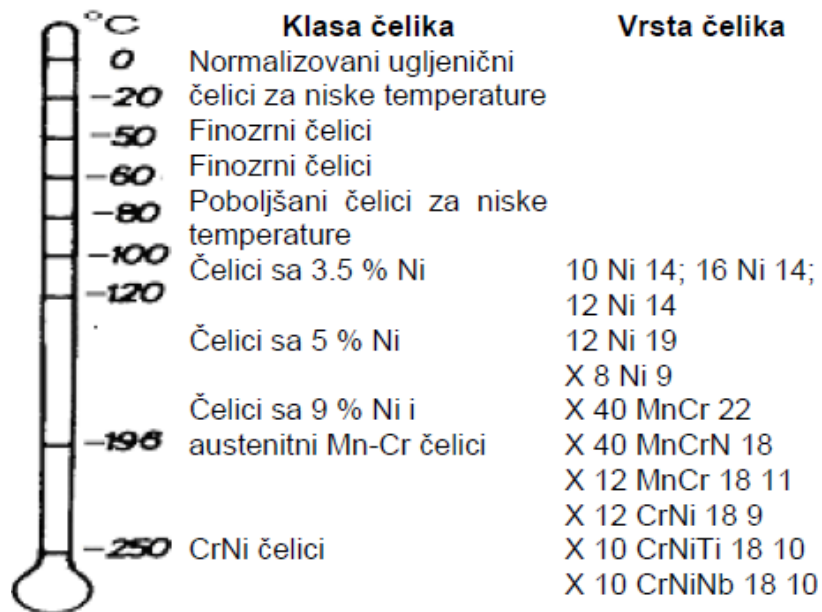 °C Klasa čelika Vrsta čelika
0 Normalizovani ugljenični
-20 čelici za niske temperature
-50 Finozrni čelici
-60 Finozrni čelici
-80 Poboljšani čelici za niske
temperature
-100 Čelici sa 3.5 % Ni 10 Ni 14; 16 Ni 14;
-120 12 Ni 14
Čelici sa 5 % Ni 12 Ni 19
X 8 Ni 9
Čelici sa 9 % Ni i X 40 MnCr 22
-196 austenitni Mn-Cr čelici X 40 MnCrN 18
X 12 MnCr 18 11
X 12 CrNi 18 9
-250 CrNi čelici X 10 CrNiTi 18 10
X 10 CrNiNb 18 10